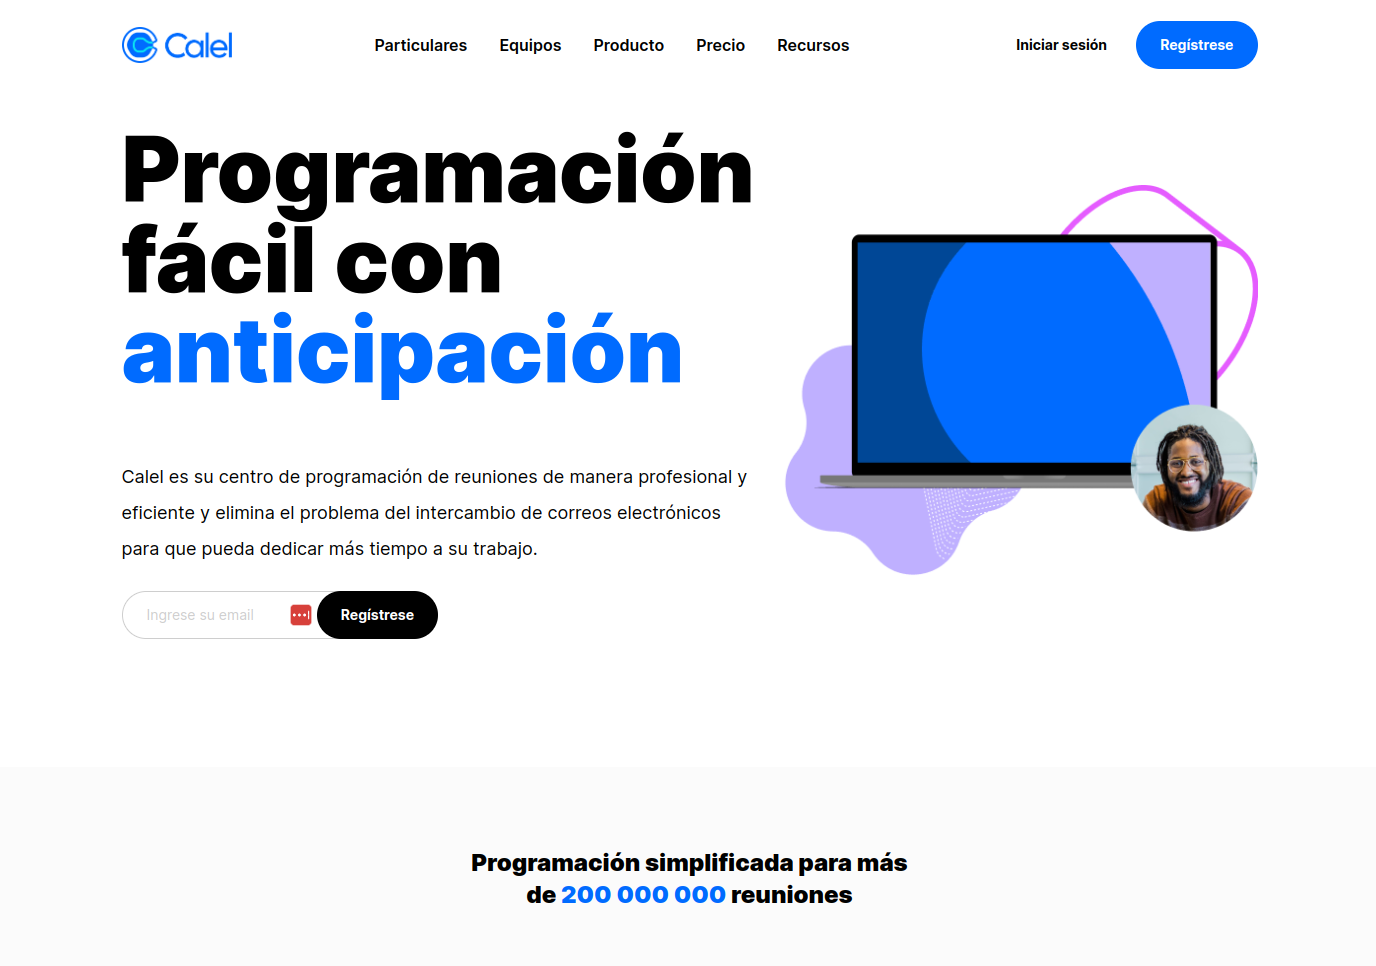 Calel
Particulares
Equipos
Producto
Precio
Recursos
Iniciar sesión
Regístrese
Programación
fácil con
anticipación
Calel es su centro de programación de reuniones de manera profesional y
eficiente y elimina el problema del intercambio de correos electrónicos
para que pueda dedicar más tiempo a su trabajo.
Ingrese su email
Regístrese
Programación simplificada para más
de 200 000 000 reuniones